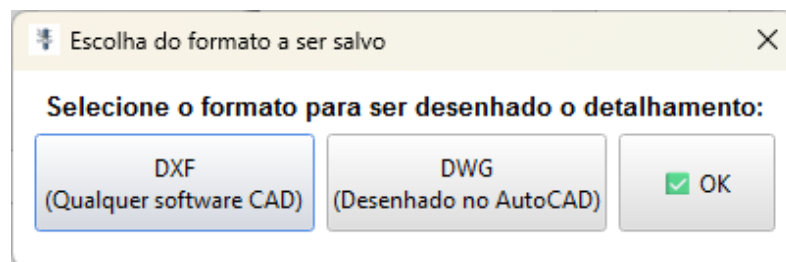 Escolha do formato a ser salvo
Selecione o formato para ser desenhado o detalhamento:
DXF
(Qualquer software CAD)
DWG
(Desenhado no AutoCAD)
✅ OK